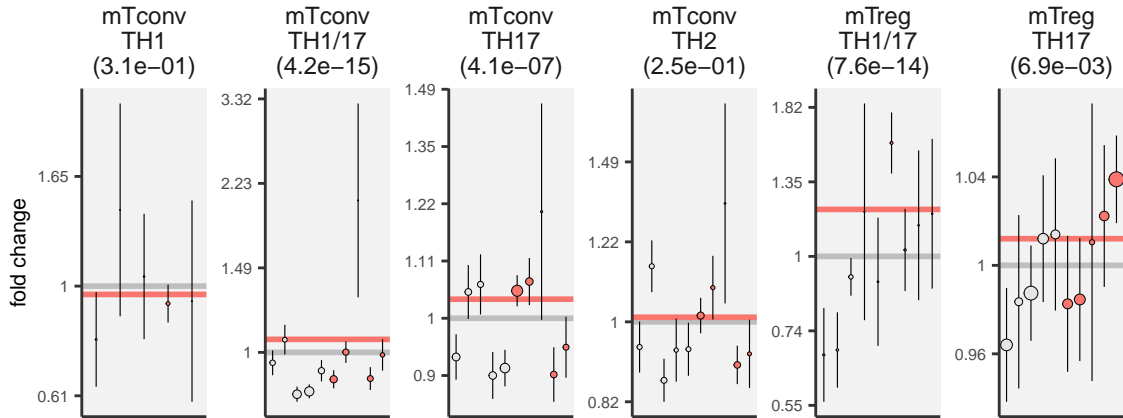 mTconv
TH1
(3.1e−01)
mTconv
TH1/17
(4.2e−15)
mTconv
TH17
(4.1e−07)
mTconv
TH2
(2.5e−01)
mTreg
TH1/17
(7.6e−14)
mTreg
TH17
(6.9e−03)
fold change
1.65
1
0.61
3.32
2.23
1.49
1
0.61
1.49
1.35
1.22
1.11
1
0.9
1.49
1.22
1
0.82
1.82
1.35
1
0.74
0.55
1.04
1
0.96